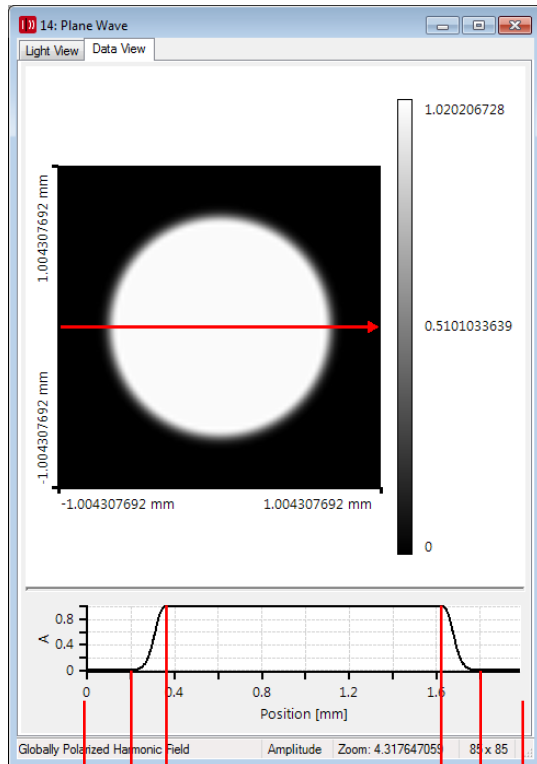 14: Plane Wave
Light View Data View
1.020206728
0.5101033639
0
1.004307692 mm
-1.004307692 mm
-1.004307692 mm 1.004307692 mm
A
0.8
0.4
0
0 0.4 0.8 1.2 1.6
Position [mm]
Globally Polarized Harmonic Field Amplitude Zoom: 4.317647059 85 x 85